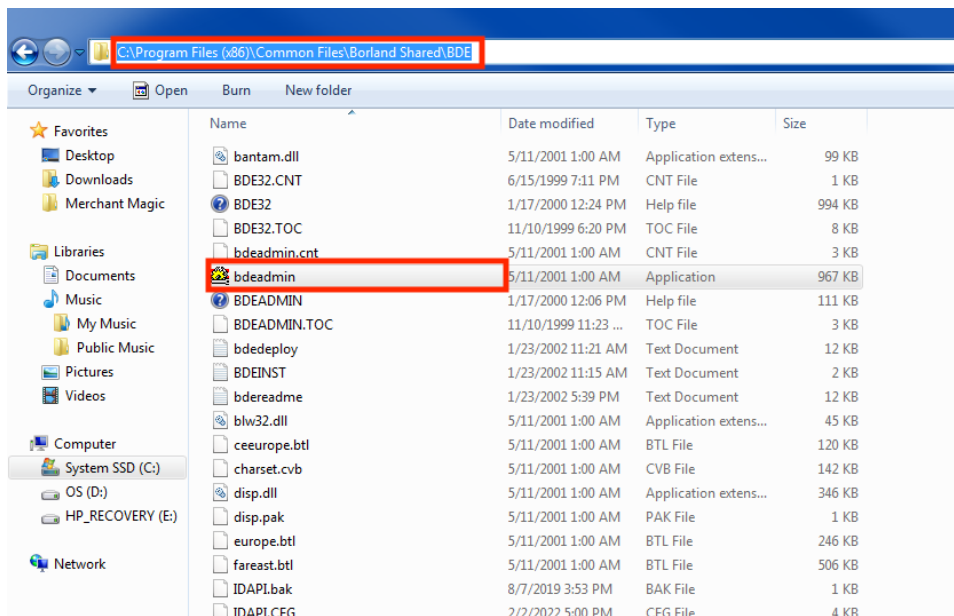 C:\Program Files (x86)\Common Files\Borland Shared\BDE
Organize Open Burn New folder
Favorites
Desktop
Downloads
Merchant Magic
Libraries
Documents
Music
My Music
Public Music
Pictures
Videos
Computer
System SSD (C:)
OS (D:)
HP_RECOVERY (E:)
Network
Name Date modified Type Size
bantam.dll 5/11/2001 1:00 AM Application extens... 99 KB
BDE32.CNT 6/15/1999 7:11 PM CNT File 1 KB
BDE32 1/17/2000 12:24 PM Help file 994 KB
BDE32.TOC 11/10/1999 6:20 PM TOC File 8 KB
bdeadmin.cnt 5/11/2001 1:00 AM CNT File 3 KB
bdeadmin 5/11/2001 1:00 AM Application 967 KB
BDEADMIN 1/17/2000 12:06 PM Help file 111 KB
BDEADMIN.TOC 11/10/1999 11:23 ... TOC File 3 KB
bdedeploy 1/23/2002 11:21 AM Text Document 12 KB
BDEINST 1/23/2002 11:15 AM Text Document 2 KB
bdereadme 1/23/2002 5:39 PM Text Document 12 KB
blw32.dll 5/11/2001 1:00 AM Application extens... 45 KB
ceeurope.btl 5/11/2001 1:00 AM BTL File 120 KB
charset.cvb 5/11/2001 1:00 AM CVB File 142 KB
disp.dll 5/11/2001 1:00 AM Application extens... 346 KB
disp.pak 5/11/2001 1:00 AM PAK File 1 KB
europe.btl 5/11/2001 1:00 AM BTL File 246 KB
fareast.btl 5/11/2001 1:00 AM BTL File 506 KB
IDAPI.bak 8/7/2019 3:53 PM BAK File 1 KB
IDAPI.CFG 2/2/2022 5:00 PM CFG File 4 KB